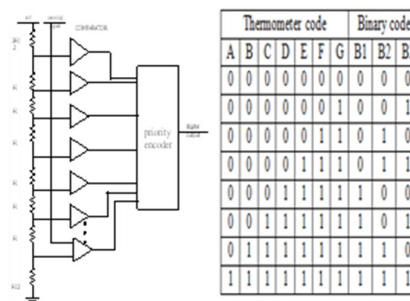 COMPARATOR
R
R
R
R
R
R
R/2
priority
encoder
Thermometer code Binary code
A B C D E F G B1 B2 B
0 0 0 0 0 0 0 0 0 0
0 0 0 0 0 0 1 0 0 1
0 0 0 0 0 1 1 0 1 0
0 0 0 0 1 1 1 0 1 1
0 0 0 1 1 1 1 1 0 0
0 0 1 1 1 1 1 1 0 1
0 1 1 1 1 1 1 1 1 0
1 1 1 1 1 1 1 1 1 1